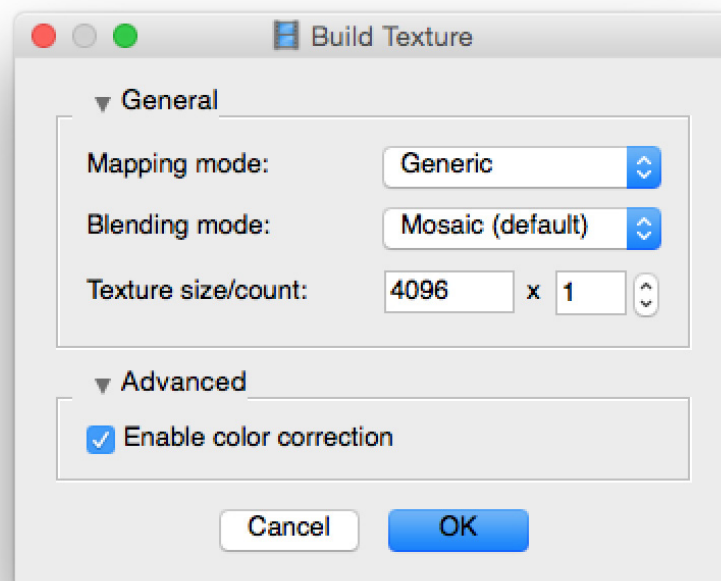 Build Texture
General
Mapping mode: Generic
Blending mode: Mosaic (default)
Texture size/count: 4096 x 1
Advanced
Enable color correction
Cancel OK